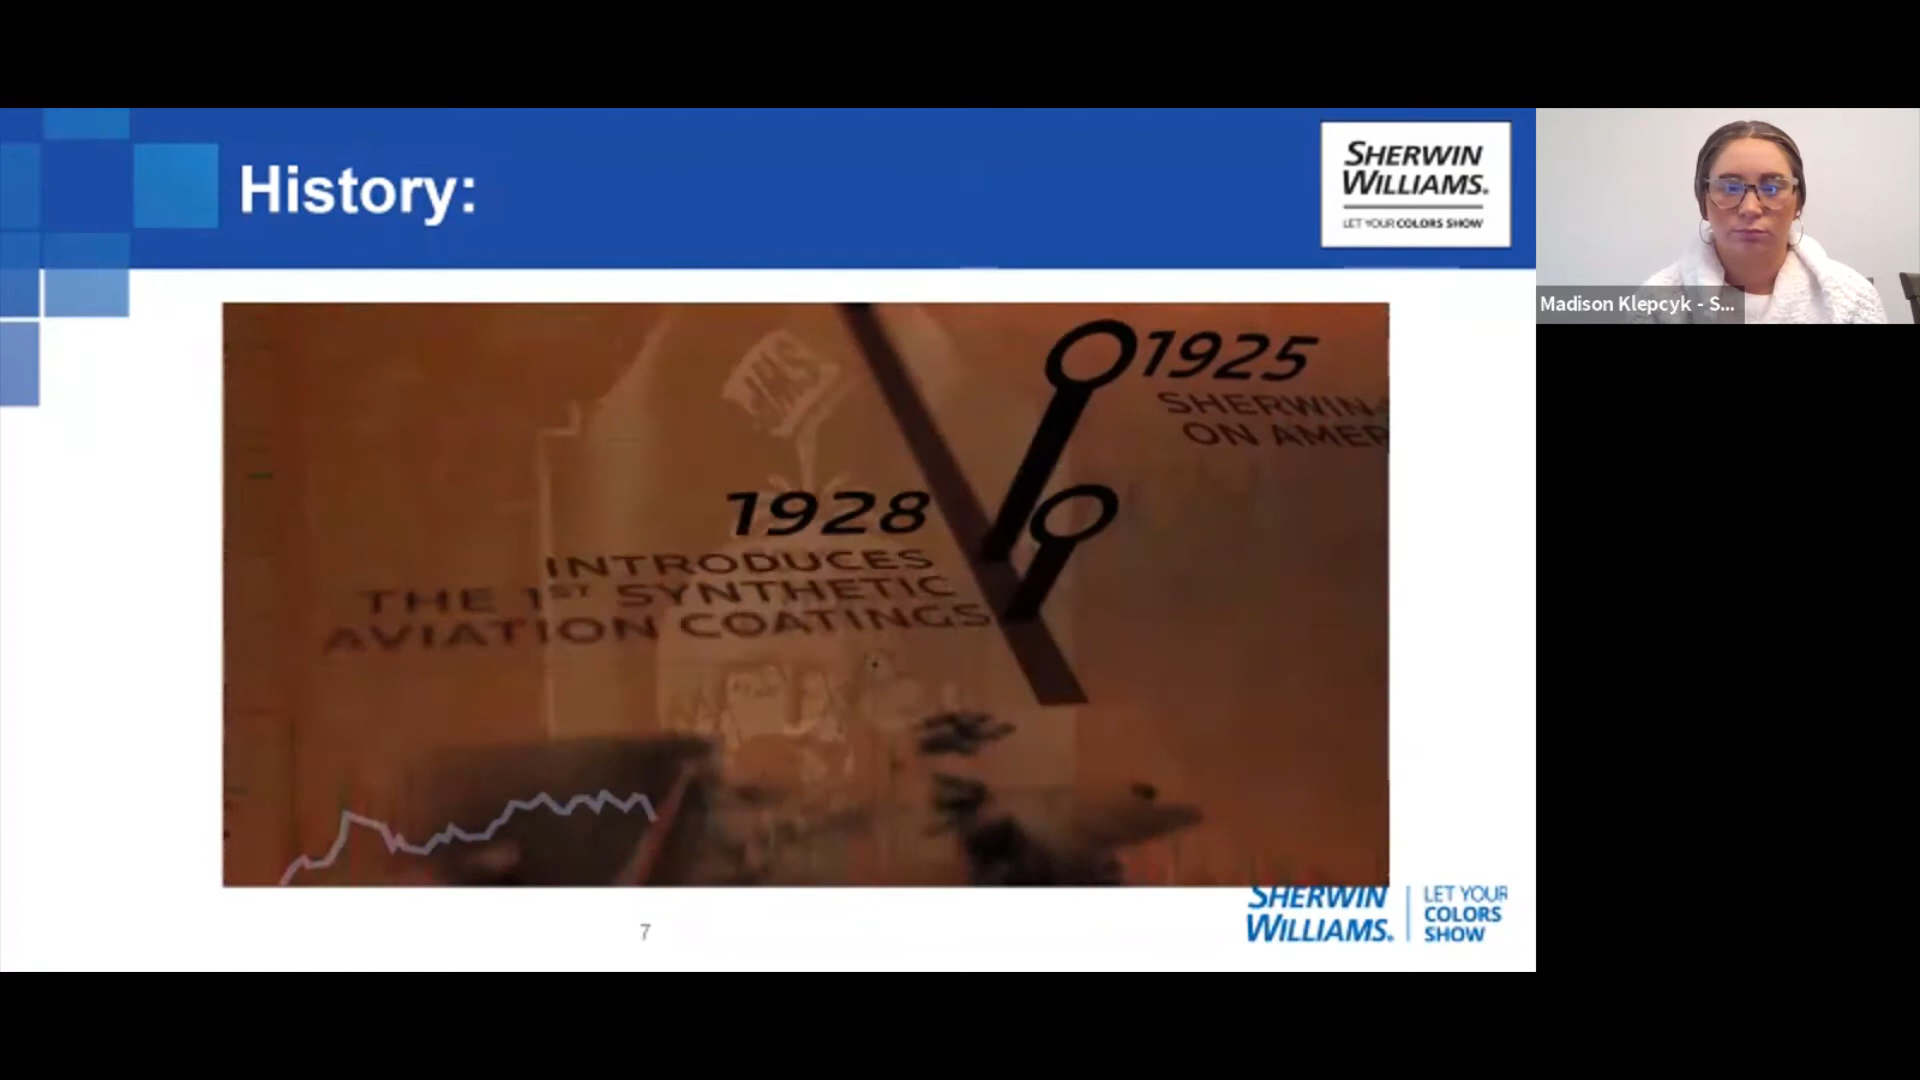 History:
SHERWIN
WILLIAMS.
LET YOUR COLORS SHOW
Madison Klepcyk - S...
1925
SHERWIN-
ON AMER
1928
INTRODUCES
THE 1ST SYNTHETIC
AVIATION COATINGS
SWP
7
SHERWIN
WILLIAMS.
LET YOUR
COLORS
SHOW